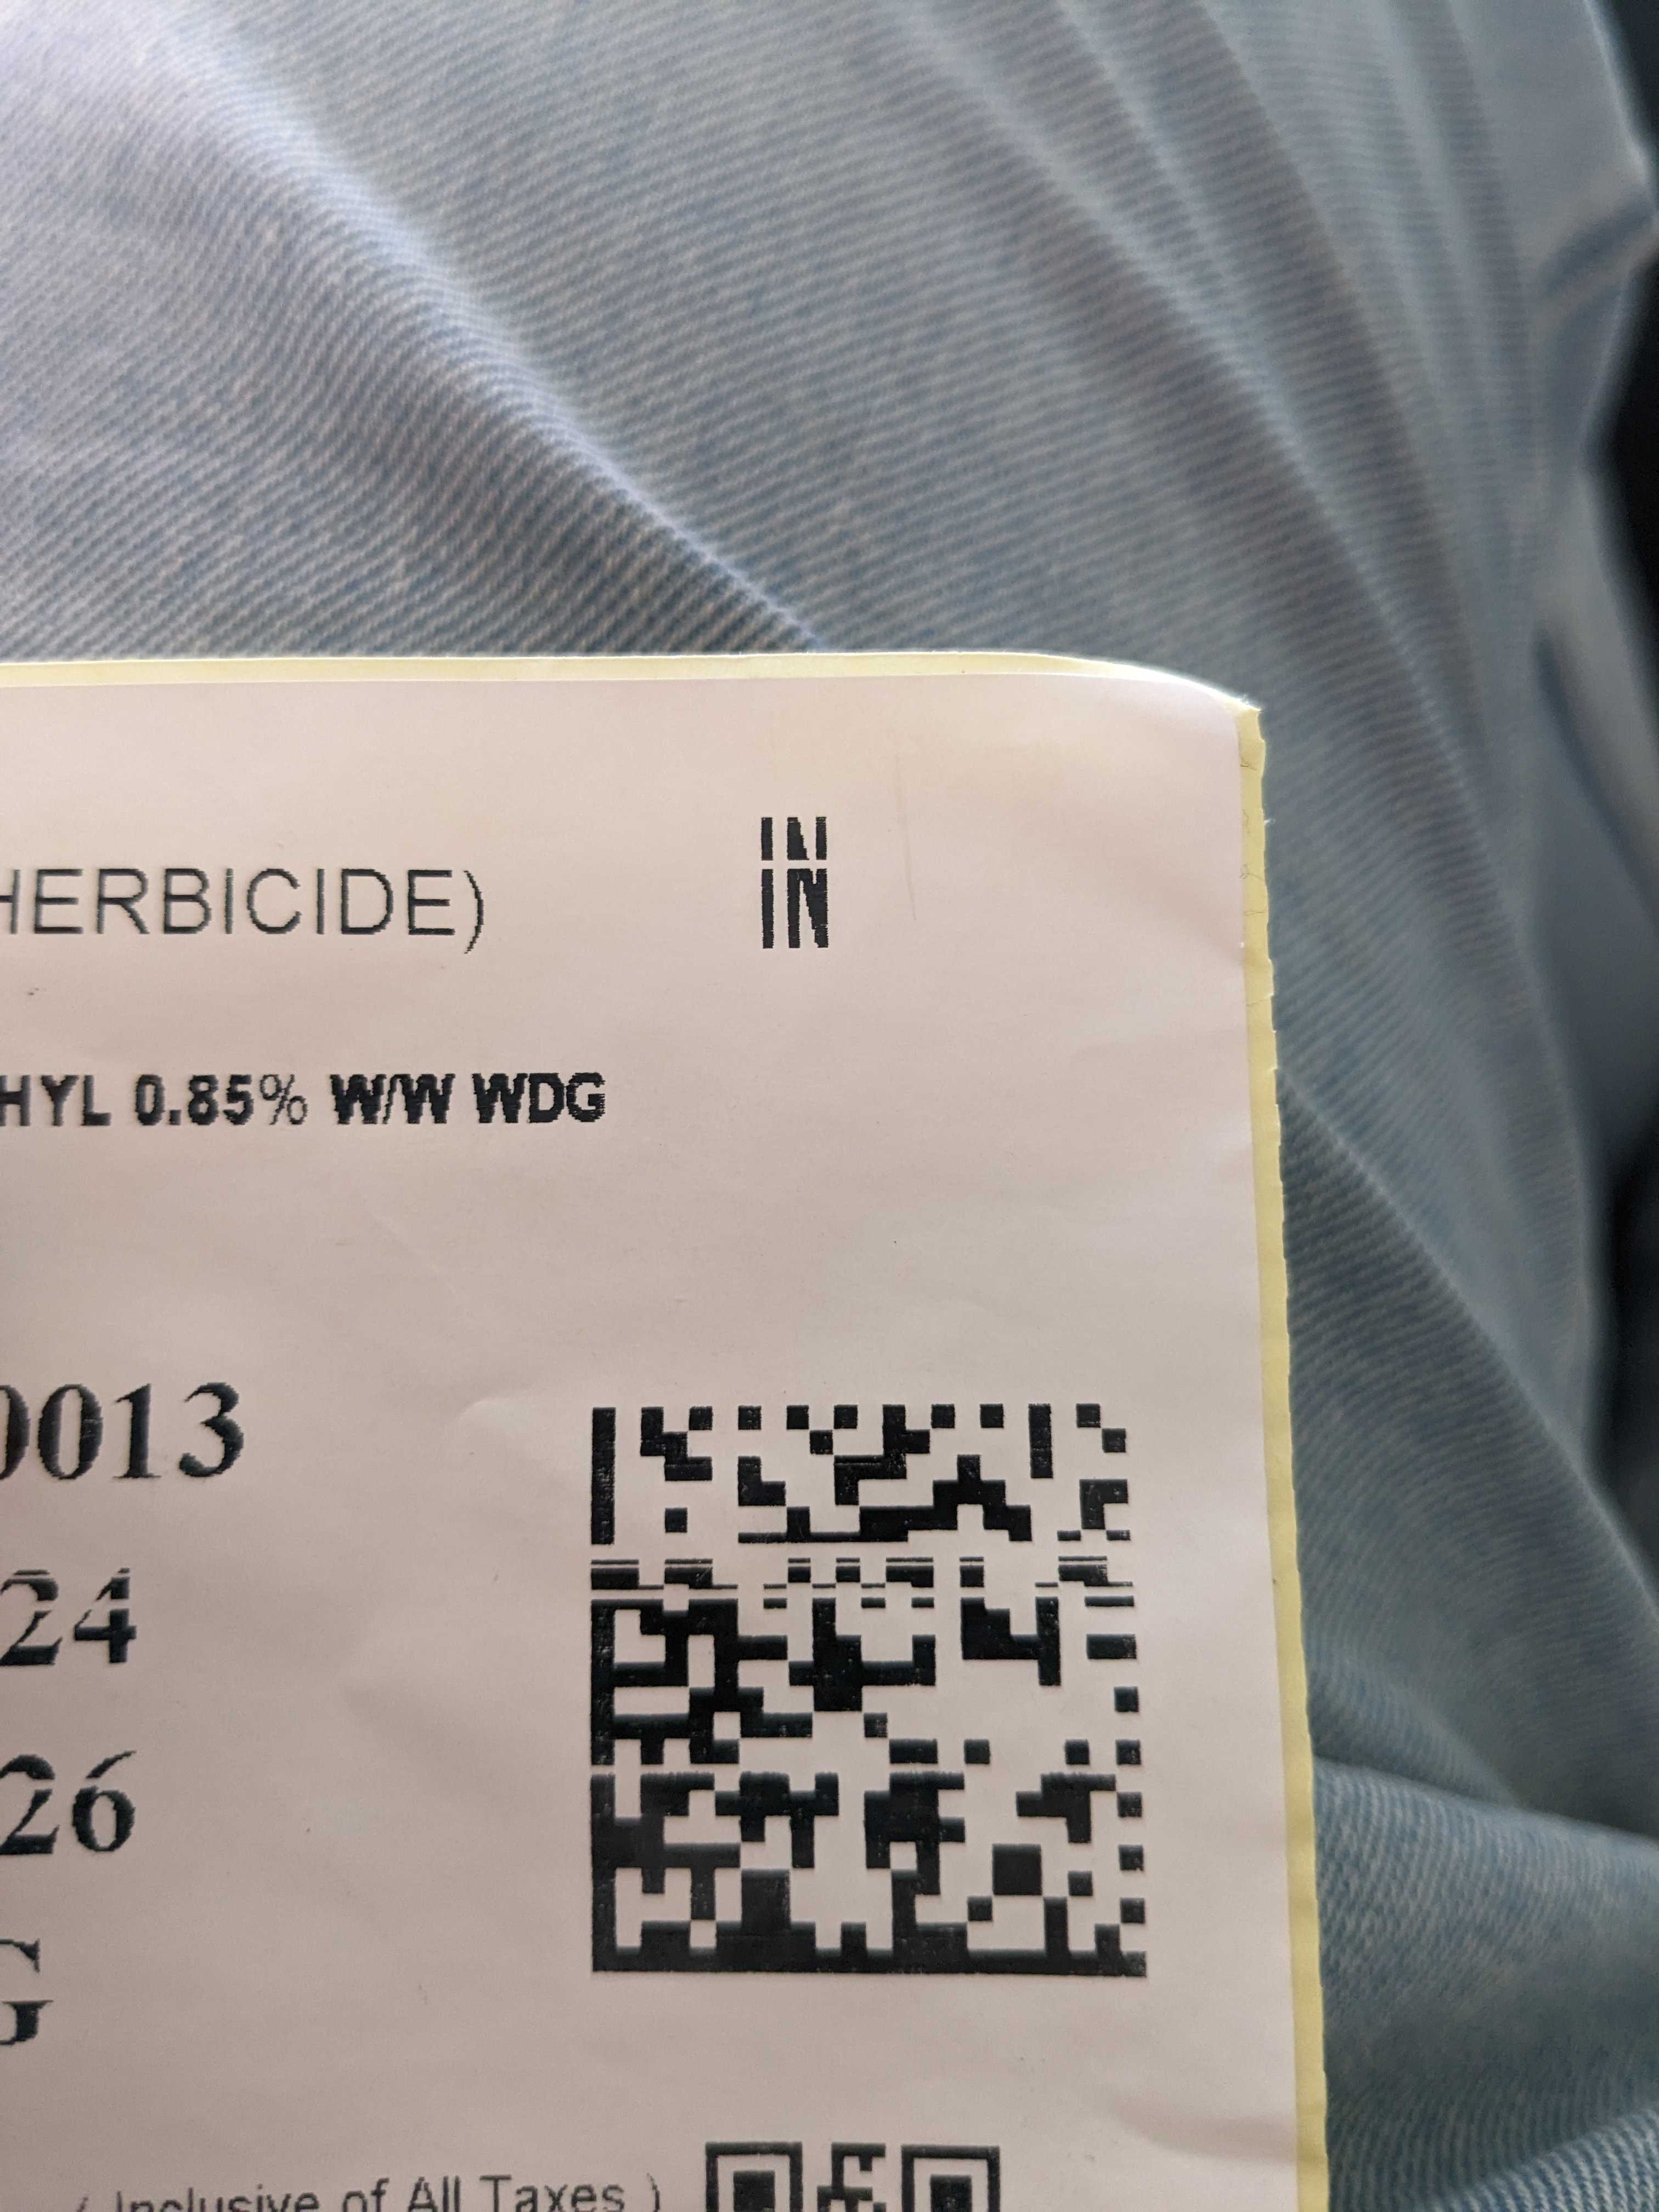 IN
HERBICIDE)
HYL 0.85% W/W WDG
0013
24
26
G
( Inclusive of All Taxes )